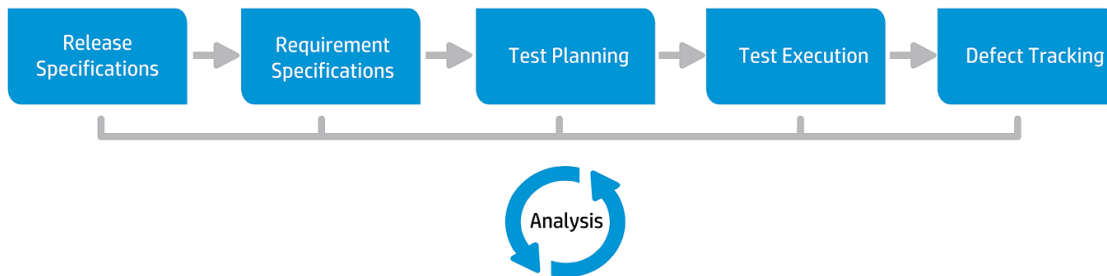 Release
Specifications
Requirement
Specifications
Test Planning
Test Execution
Defect Tracking
Analysis